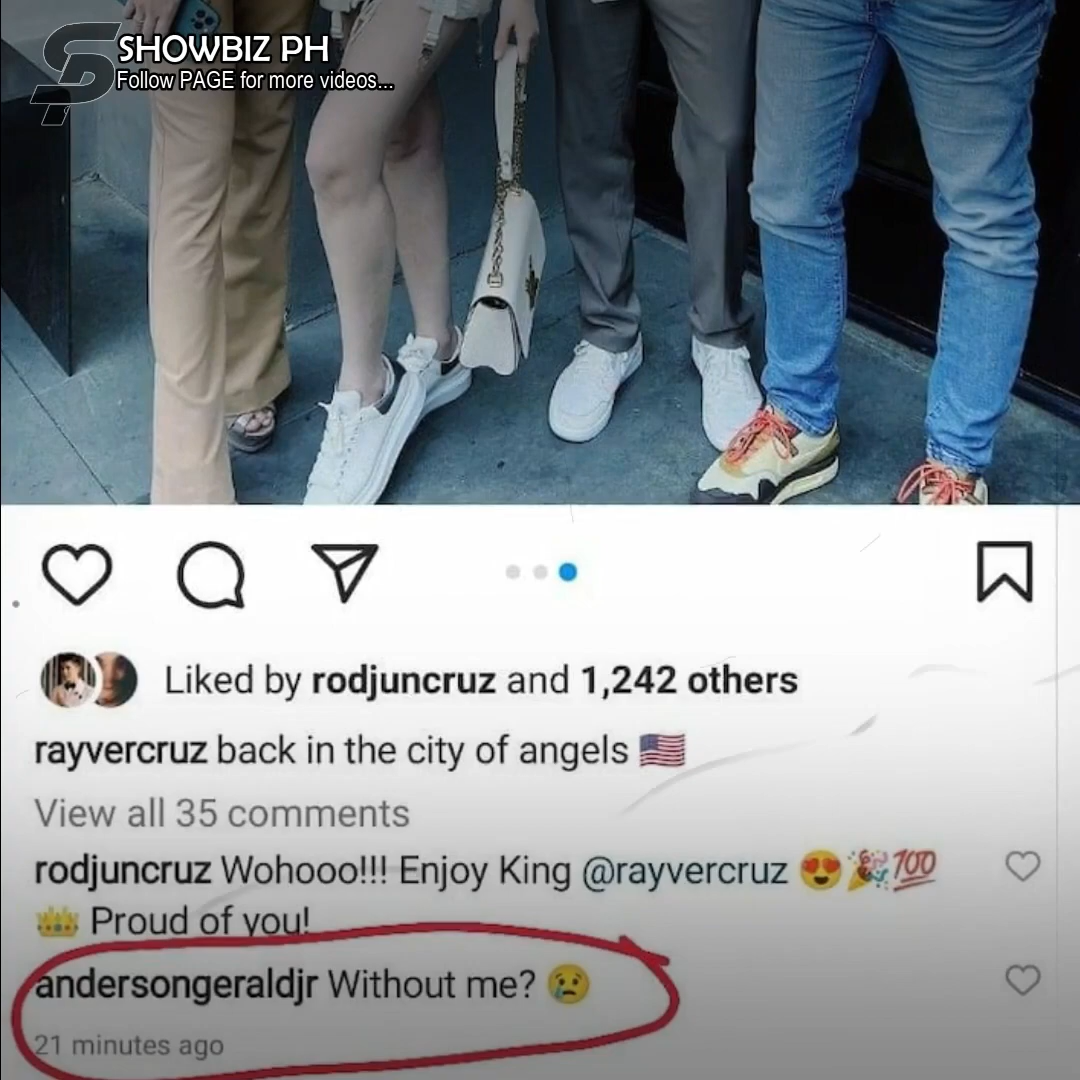 SHOWBIZ PH
Follow PAGE for more videos...
Liked by rodjuncruz and 1,242 others
rayvercruz back in the city of angels 🇺🇸
View all 35 comments
rodjuncruz Wohooo!!! Enjoy King @rayvercruz 😍🎉💯
👑 Proud of you!
andersongeraldjr Without me? 😢
21 minutes ago